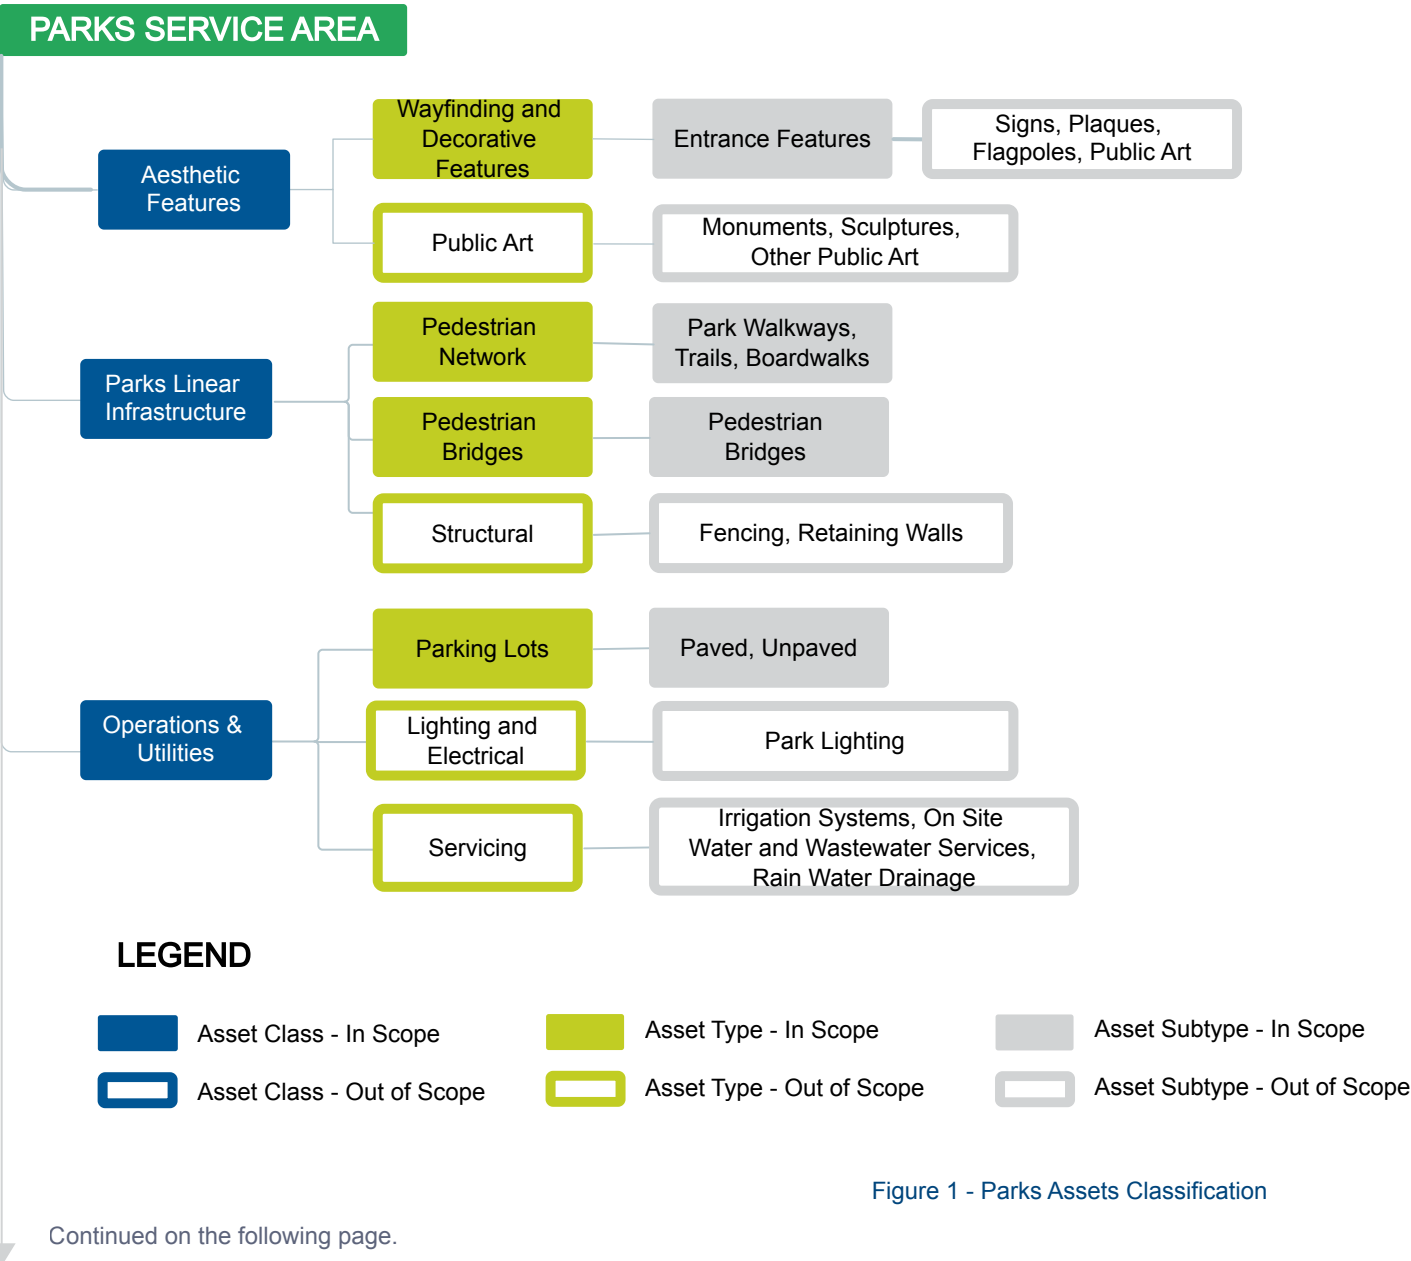 PARKS SERVICE AREA
Aesthetic
Features
Wayfinding and
Decorative
Features
Entrance Features
Signs, Plaques,
Flagpoles, Public Art
Public Art
Monuments, Sculptures,
Other Public Art
Parks Linear
Infrastructure
Pedestrian
Network
Park Walkways,
Trails, Boardwalks
Pedestrian
Bridges
Pedestrian
Bridges
Structural
Fencing, Retaining Walls
Operations &
Utilities
Parking Lots
Paved, Unpaved
Lighting and
Electrical
Park Lighting
Servicing
Irrigation Systems, On Site
Water and Wastewater Services,
Rain Water Drainage
LEGEND
Asset Class - In Scope
Asset Type - In Scope
Asset Subtype - In Scope
Asset Class - Out of Scope
Asset Type - Out of Scope
Asset Subtype - Out of Scope
Figure 1 - Parks Assets Classification
Continued on the following page.